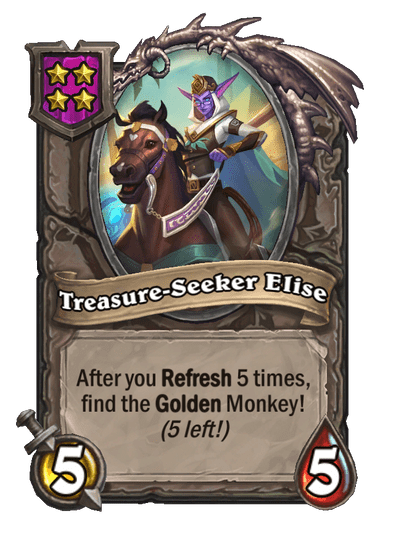 Treasure-Seeker Elise
After you Refresh 5 times,
find the Golden Monkey!
(5 left!)
5
5